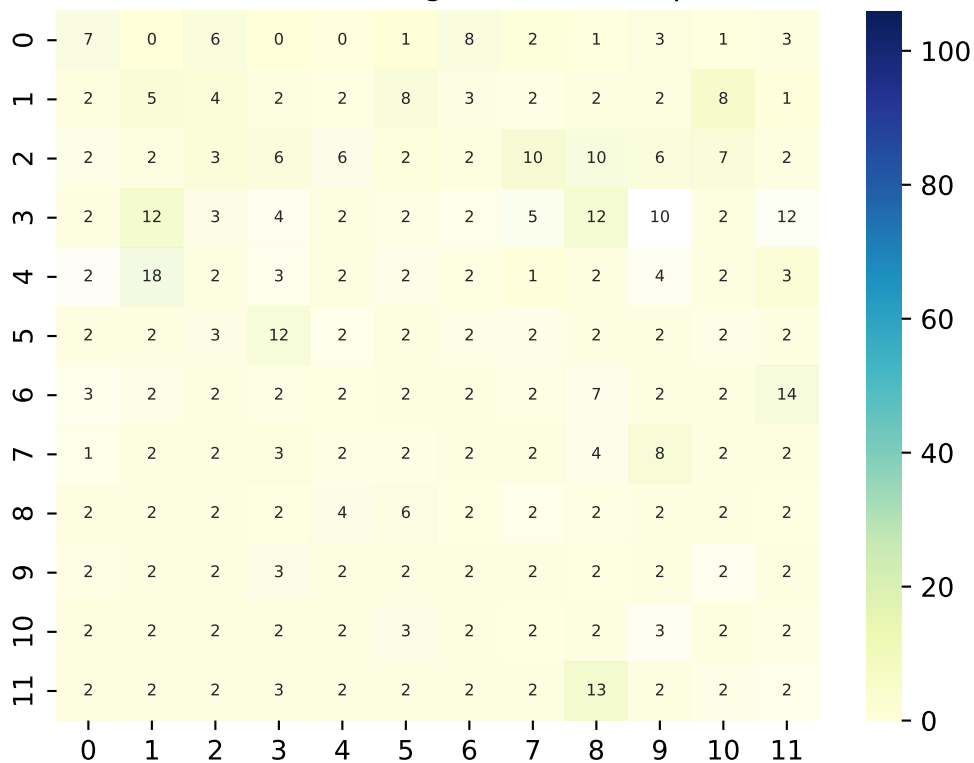 0 7 0 6 0 0 1 8 2 1 3 1 3
1 2 5 4 2 2 8 3 2 2 2 8 1
2 2 2 3 6 6 2 2 10 10 6 7 2
3 2 12 3 4 2 2 2 5 12 10 2 12
4 2 18 2 3 2 2 2 1 2 4 2 3
5 2 2 3 12 2 2 2 2 2 2 2 2
6 3 2 2 2 2 2 2 2 7 2 2 14
7 1 2 2 3 2 2 2 2 4 8 2 2
8 2 2 2 2 4 6 2 2 2 2 2 2
9 2 2 2 3 2 2 2 2 2 2 2 2
10 2 2 2 2 2 3 2 2 2 3 2 2
11 2 2 2 3 2 2 2 2 13 2 2 2
0 1 2 3 4 5 6 7 8 9 10 11
100
80
60
40
20
0